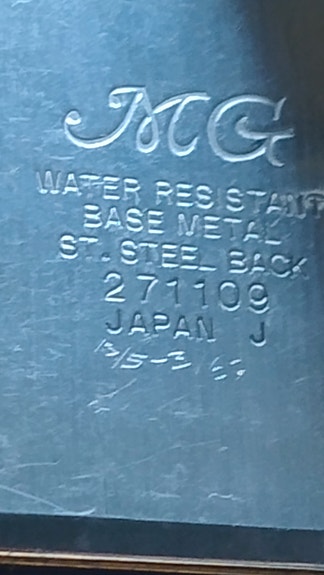 MG
WATER RESISTANT
BASE METAL
ST. STEEL BACK
271109
JAPAN J